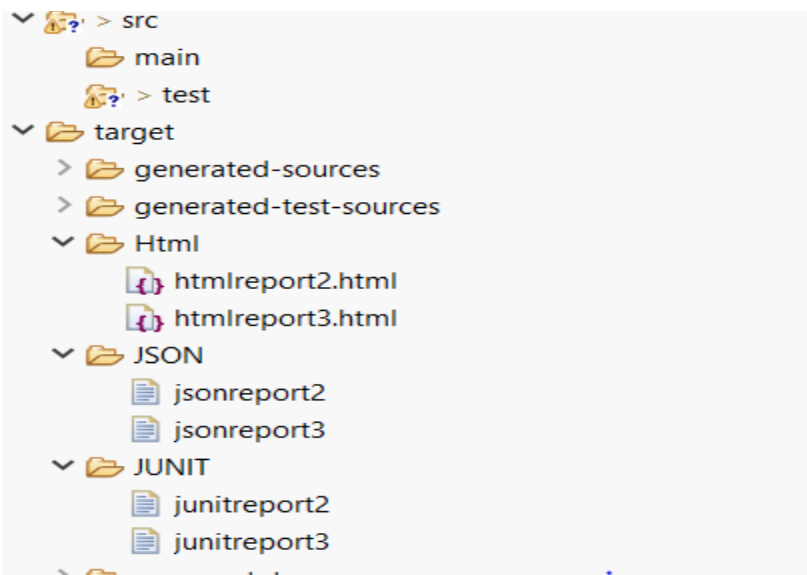 > src
main
> test
target
generated-sources
generated-test-sources
Html
htmlreport2.html
htmlreport3.html
JSON
jsonreport2
jsonreport3
JUNIT
junitreport2
junitreport3